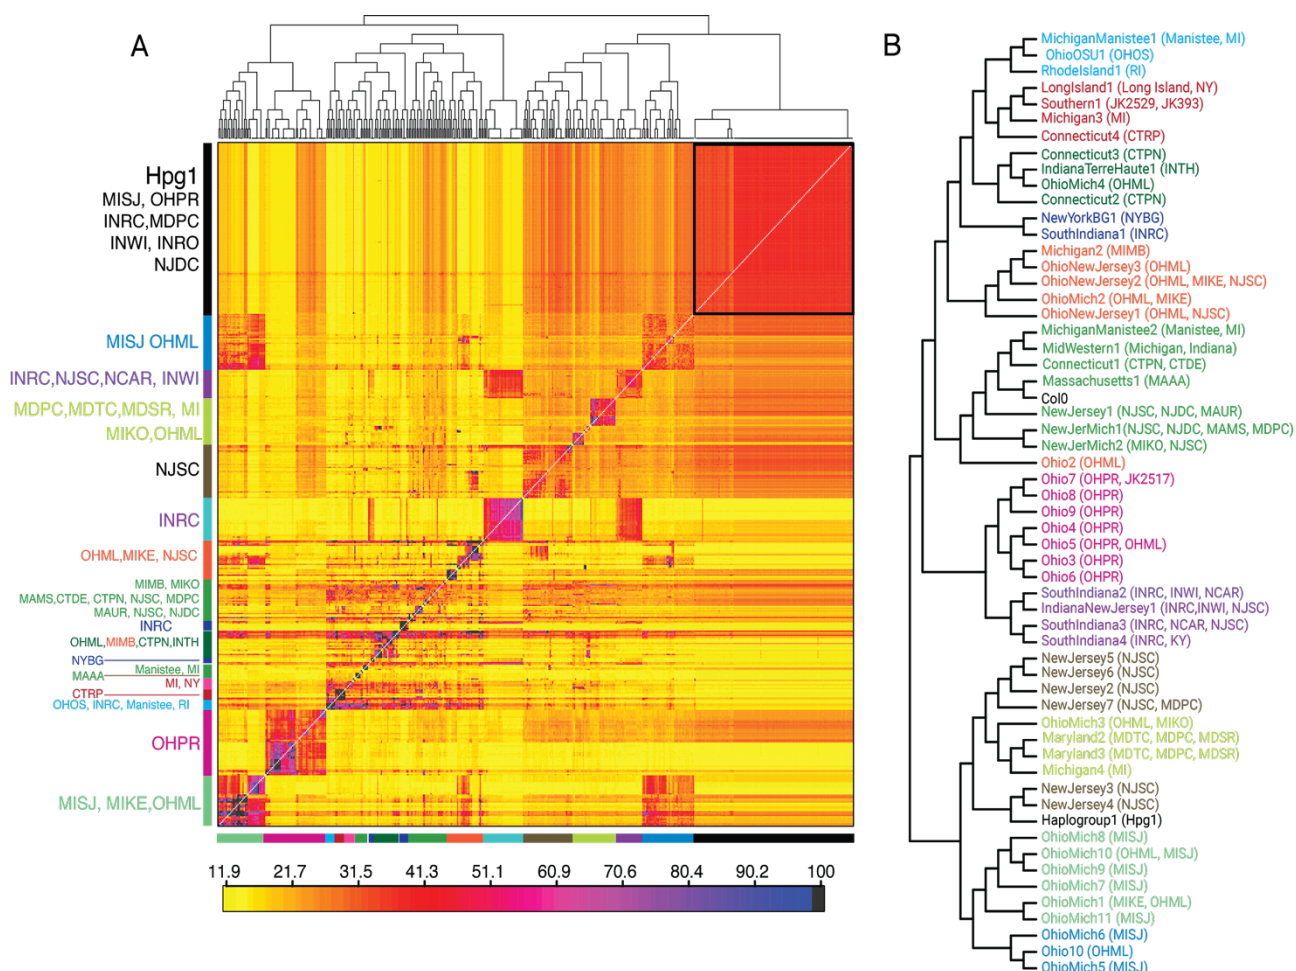 A
Hpg1
MISJ, OHPR
INRC,MDPC
INWI, INRO
NJDC
MISJ OHML
INRC,NJSC,NCAR, INWI
MDPC,MDTC,MDSR, MI
MIKO,OHML
NJSC
INRC
OHML,MIKE, NJSC
MIMB, MIKO
MAMS,CTDE, CTPN, NJSC, MDPC
MAUR, NJSC, NJDC
INRC
OHML,MIMB,CTPN,INTH
NYBG
Manistee, MI
MAAA
MI, NY
CTRP
OHOS, INRC, Manistee, RI
OHPR
MISJ, MIKE,OHML
11.9 21.7 31.5 41.3 51.1 60.9 70.6 80.4 90.2 100
B
MichiganManistee1 (Manistee, MI)
OhioOSU1 (OHOS)
RhodeIsland1 (RI)
LongIsland1 (Long Island, NY)
Southern1 (JK2529, JK393)
Michigan3 (MI)
Connecticut4 (CTRP)
Connecticut3 (CTPN)
IndianaTerreHaute1 (INTH)
OhioMich4 (OHML)
Connecticut2 (CTPN)
NewYorkBG1 (NYBG)
SouthIndiana1 (INRC)
Michigan2 (MIMB)
OhioNewJersey3 (OHML)
OhioNewJersey2 (OHML, MIKE, NJSC)
OhioMich2 (OHML, MIKE)
OhioNewJersey1 (OHML, NJSC)
MichiganManistee2 (Manistee, MI)
MidWestern1 (Michigan, Indiana)
Connecticut1 (CTPN, CTDE)
Massachusetts1 (MAAA)
Col0
NewJersey1 (NJSC, NJDC, MAUR)
NewJerMich1(NJSC, NJDC, MAMS, MDPC)
NewJerMich2 (MIKO, NJSC)
Ohio2 (OHML)
Ohio7 (OHPR, JK2517)
Ohio8 (OHPR)
Ohio9 (OHPR)
Ohio4 (OHPR)
Ohio5 (OHPR, OHML)
Ohio3 (OHPR)
Ohio6 (OHPR)
SouthIndiana2 (INRC, INWI, NCAR)
IndianaNewJersey1 (INRC,INWI, NJSC)
SouthIndiana3 (INRC, NCAR, NJSC)
SouthIndiana4 (INRC, KY)
NewJersey5 (NJSC)
NewJersey6 (NJSC)
NewJersey2 (NJSC)
NewJersey7 (NJSC, MDPC)
OhioMich3 (OHML, MIKO)
Maryland2 (MDTC, MDPC, MDSR)
Maryland3 (MDTC, MDPC, MDSR)
Michigan4 (MI)
NewJersey3 (NJSC)
NewJersey4 (NJSC)
Haplogroup1 (Hpg1)
OhioMich8 (MISJ)
OhioMich10 (OHML, MISJ)
OhioMich9 (MISJ)
OhioMich7 (MISJ)
OhioMich1 (MIKE, OHML)
OhioMich11 (MISJ)
OhioMich6 (MISJ)
Ohio10 (OHML)
OhioMich5 (MISJ)